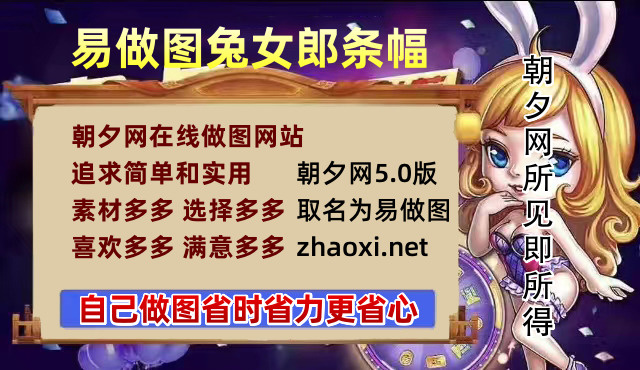 易做图兔女郎条幅
朝夕网在线做图网站
追求简单和实用 朝夕网5.0版
素材多多 选择多多 取名为易做图
喜欢多多 满意多多 zhaoxi.net
自己做图省时省力更省心
朝夕网所见即所得